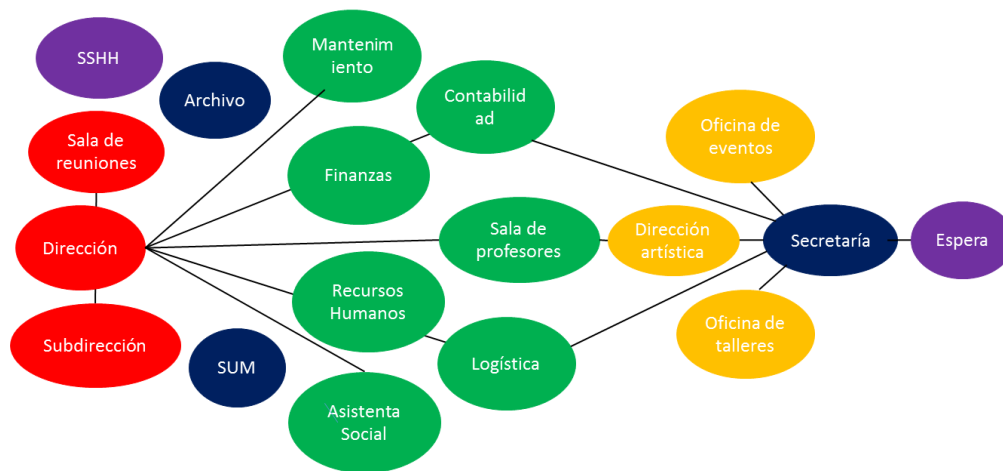 SSHH
Archivo
Mantenim
iento
Contabilid
ad
Sala de
reuniones
Finanzas
Oficina de
eventos
Dirección
Sala de
profesores
Dirección
artística
Secretaría
Espera
Recursos
Humanos
Subdirección
SUM
Logística
Oficina de
talleres
Asistenta
Social